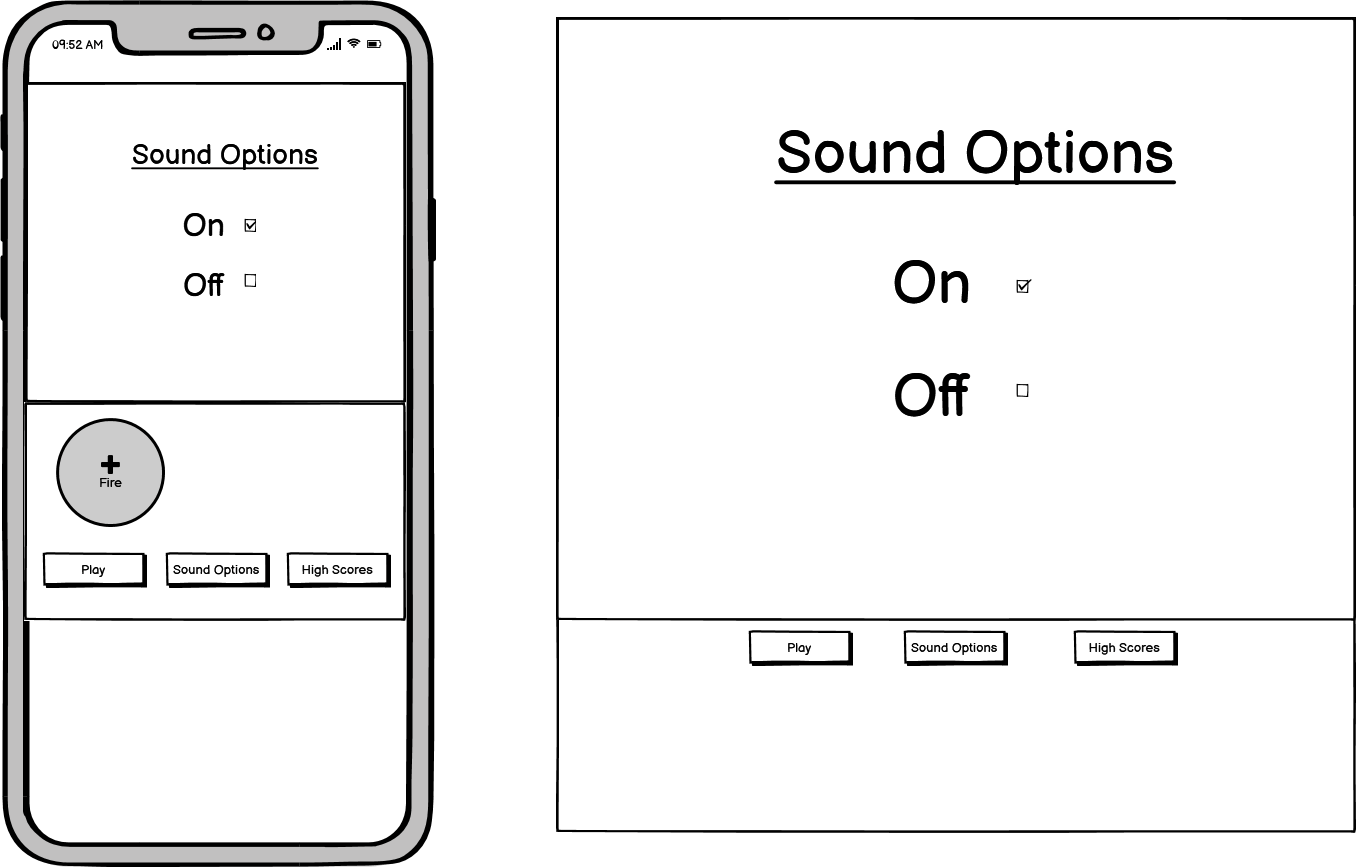 09:52 AM
Sound Options
On
Off
Fire
Play
Sound Options
High Scores
Sound Options
On
Off
Play
Sound Options
High Scores